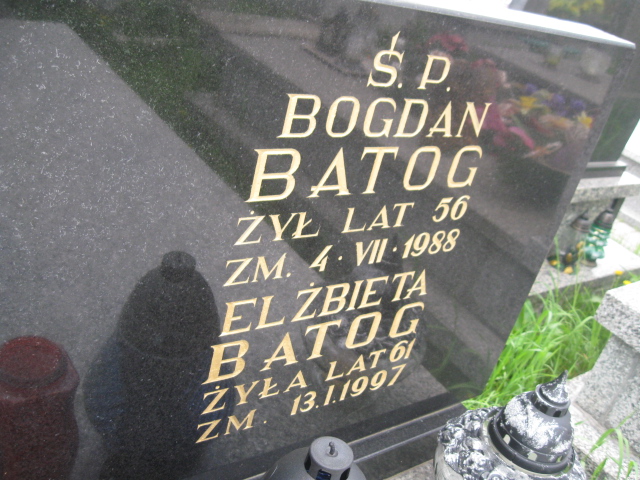 Ś.P.
BOGDAN
BATOG
ŻYŁ LAT 56
ZM. 4·VII·1988
ELŻBIETA
BATOG
ŻYŁA LAT 61
ZM. 13.I.1997